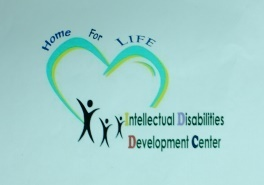 Home For LIFE
Intellectual Disabilities
Development Center